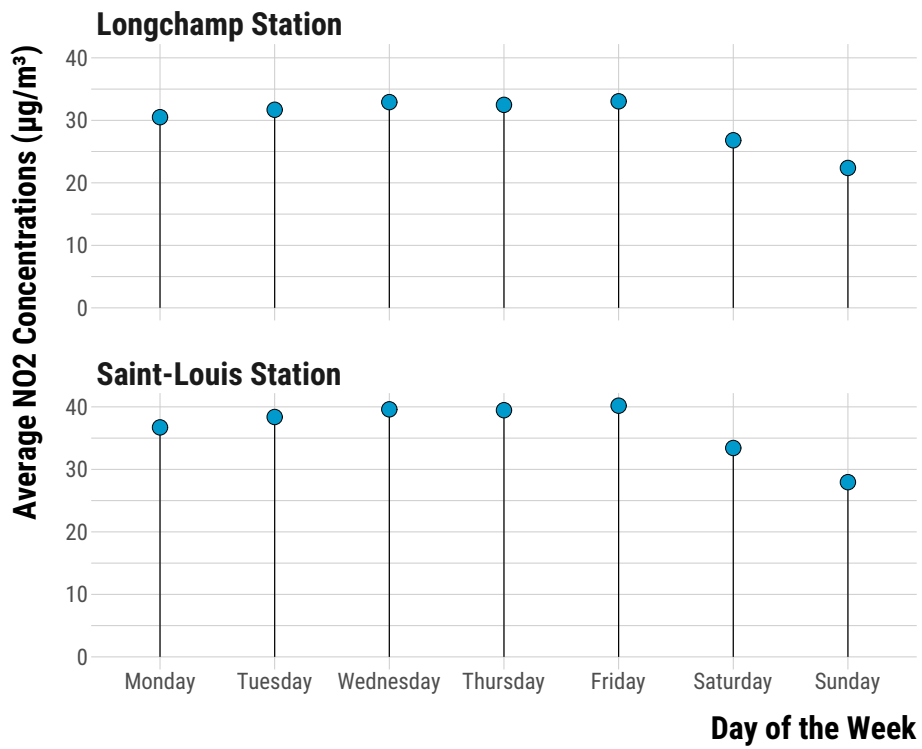 Longchamp Station
Average NO2 Concentrations (µg/m³)
40
30
20
10
0
Saint-Louis Station
40
30
20
10
0
Monday Tuesday Wednesday Thursday Friday Saturday Sunday
Day of the Week